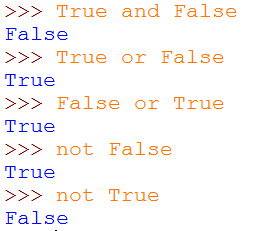 >>> True and False
False
>>> True or False
True
>>> False or True
True
>>> not False
True
>>> not True
False